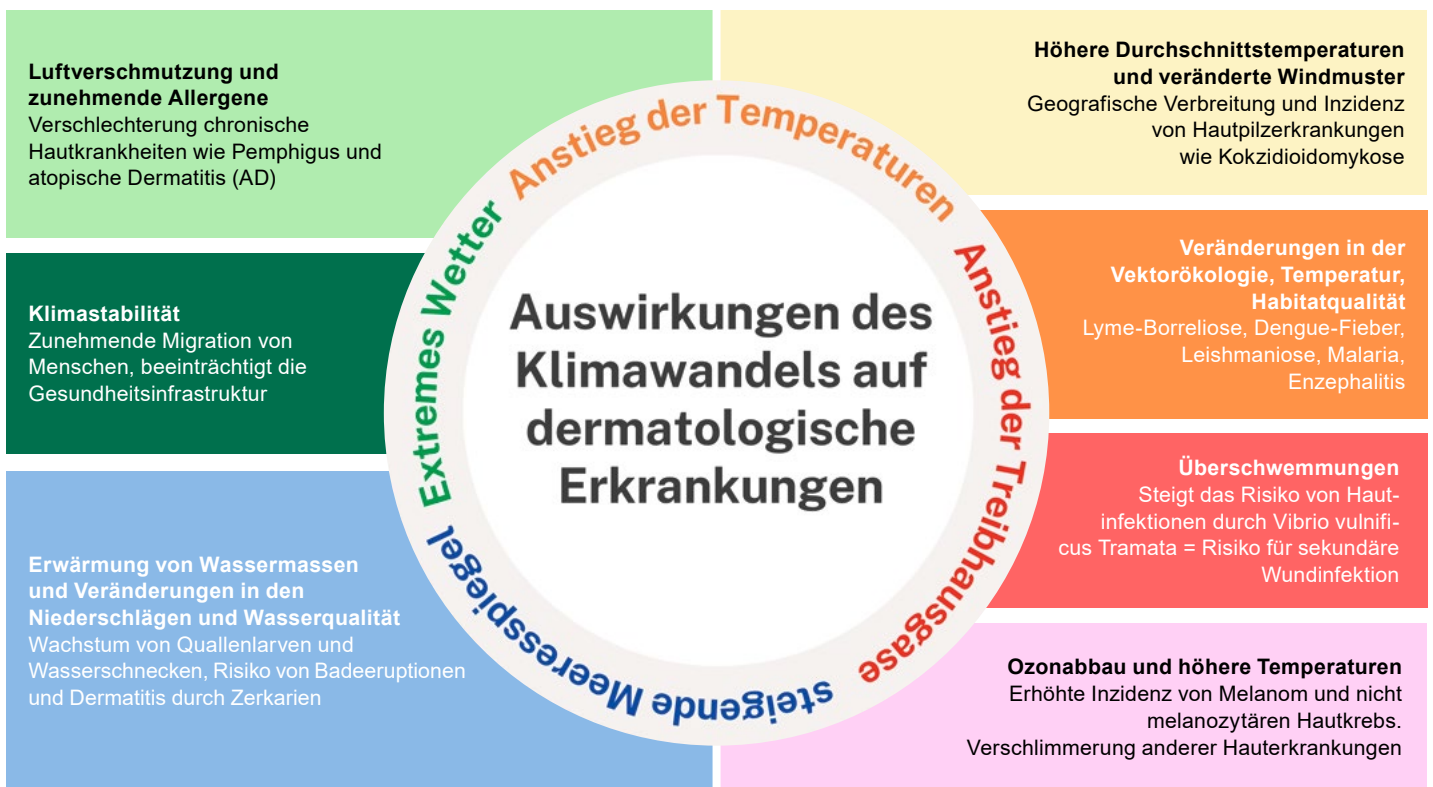 Luftverschmutzung und
zunehmende Allergene
Verschlechterung chronische
Hautkrankheiten wie Pemphigus und
atopische Dermatitis (AD)
Höhere Durchschnittstemperaturen
und veränderte Windmuster
Geografische Verbreitung und Inzidenz
von Hautpilzerkrankungen
wie Kokzidioidomykose
Klimastabilität
Zunehmende Migration von
Menschen, beeinträchtigt die
Gesundheitsinfrastruktur
Veränderungen in der
Vektorökologie, Temperatur,
Habitatqualität
Lyme-Borreliose, Dengue-Fieber,
Leishmaniose, Malaria,
Enzephalitis
Erwärmung von Wassermassen
und Veränderungen in den
Niederschlägen und Wasserqualität
Wachstum von Quallenlarven und
Wasserschnecken, Risiko von Badeeruptionen
und Dermatitis durch Zerkarien
Überschwemmungen
Steigt das Risiko von Haut-
infektionen durch Vibrio vulnifi-
cus Tramata = Risiko für sekundäre
Wundinfektion
Ozonabbau und höhere Temperaturen
Erhöhte Inzidenz von Melanom und nicht
melanozytären Hautkrebs.
Verschlimmerung anderer Hauterkrankungen
Anstieg der Temperaturen
Anstieg der Treibhausgase
steigende Meeresspiegel
Extremes Wetter
Auswirkungen des
Klimawandels auf
dermatologische
Erkrankungen